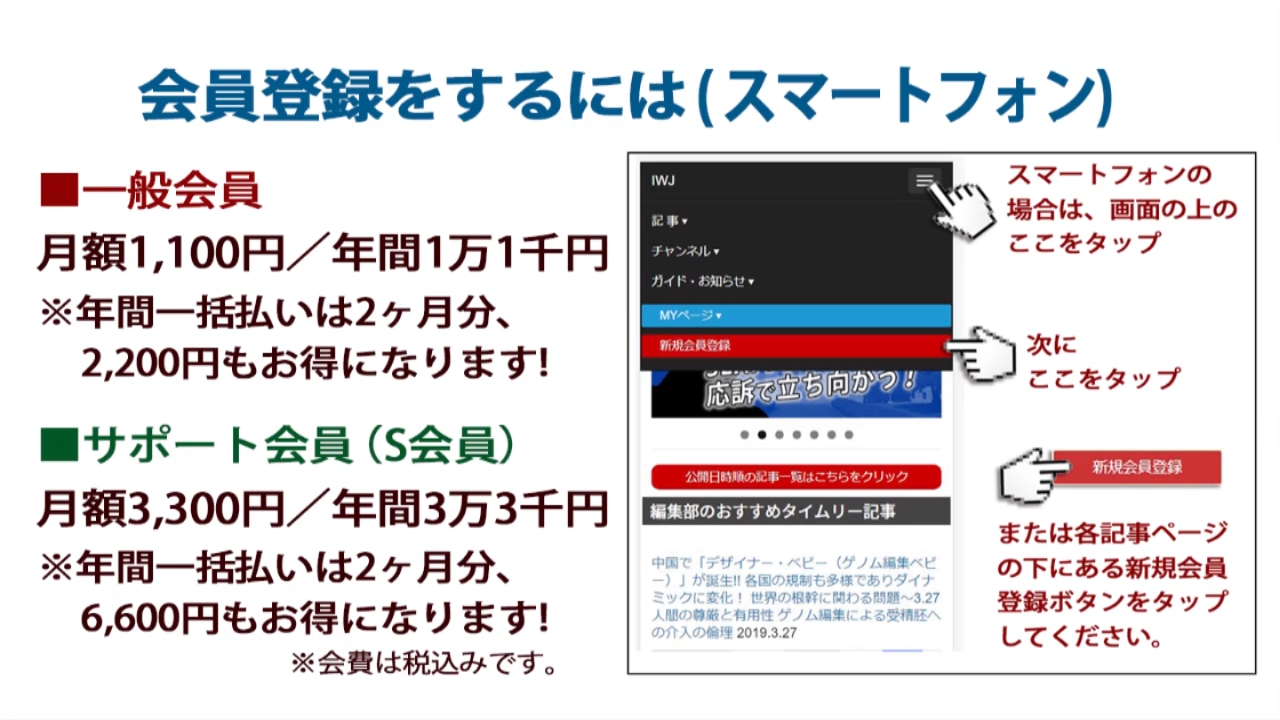 会員登録をするには(スマートフォン)
■一般会員
月額1,100円／年間1万1千円
※年間一括払いは2ヶ月分、
2,200円もお得になります!
■サポート会員（S会員）
月額3,300円／年間3万3千円
※年間一括払いは2ヶ月分、
6,600円もお得になります!
※会費は税込みです。
IWJ
記事▾
チャンネル▾
ガイド・お知らせ▾
MYページ▾
新規会員登録
応訴で立ち向かう！
公開日時順の記事一覧はこちらをクリック
編集部のおすすめタイムリー記事
中国で「デザイナー・ベビー（ゲノム編集ベビ
ー）」が誕生!! 各国の規制も多様でありダイナ
ミックに変化！ 世界の根幹に関わる問題～3.27
人間の尊厳と有用性 ゲノム編集による受精胚へ
の介入の倫理 2019.3.27
スマートフォンの
場合は、画面の上の
ここをタップ
次に
ここをタップ
新規会員登録
または各記事ページ
の下にある新規会員
登録ボタンをタップ
してください。